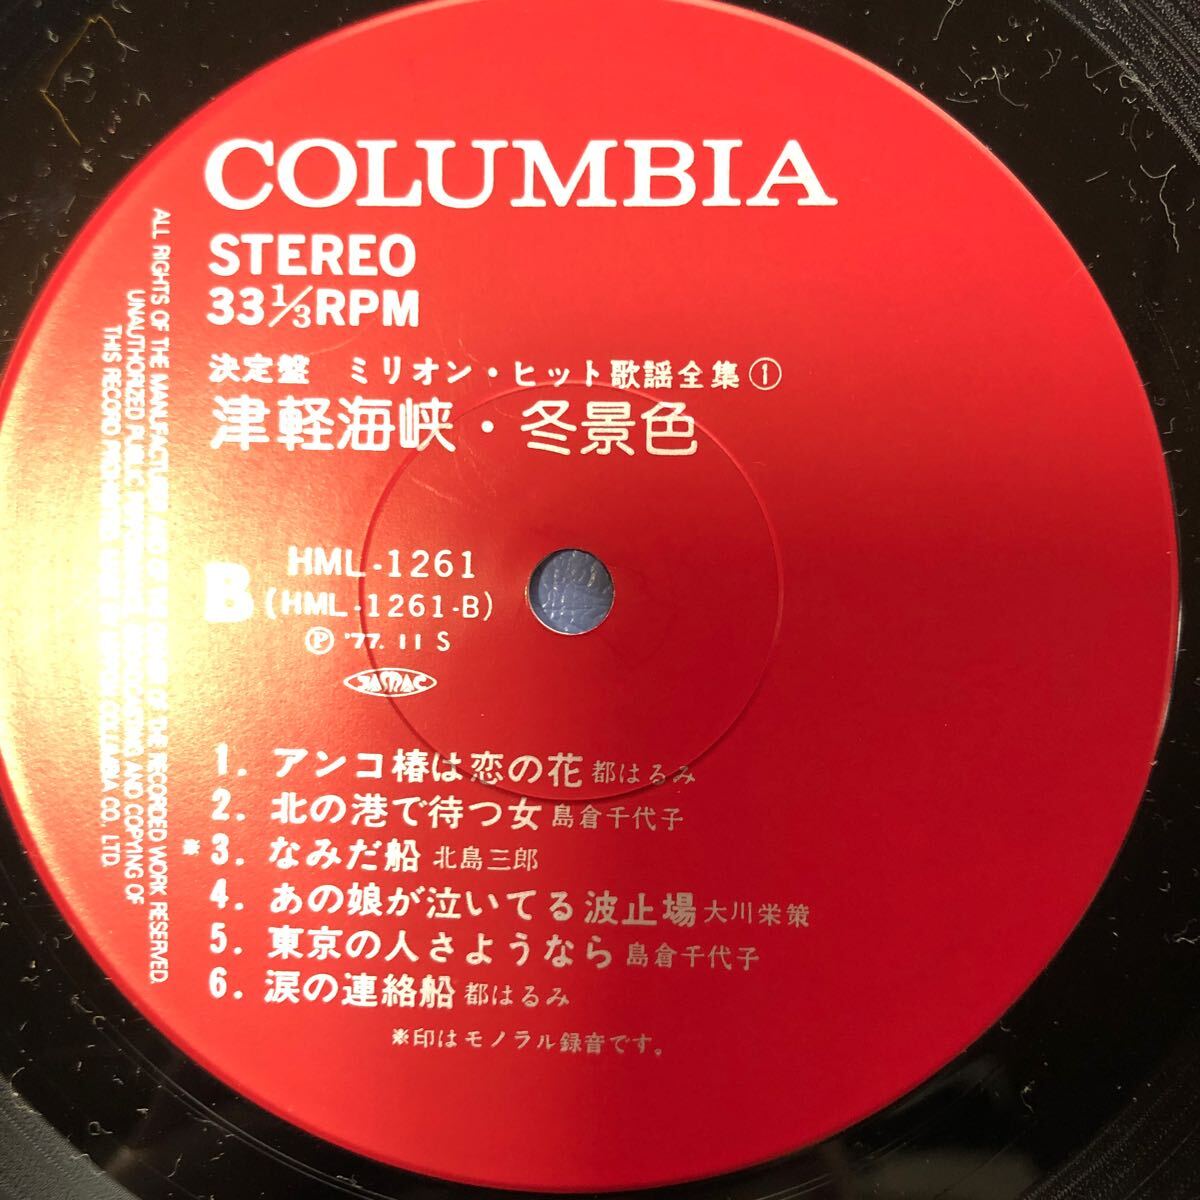 COLUMBIA
STEREO
33⅓RPM
決定盤 ミリオン・ヒット歌謡全集①
津軽海峡・冬景色
HML-1261
B (HML-1261-B)
Ⓟ '77. 11 S
JASRAC
1. アンコ椿は恋の花 都はるみ
2. 北の港で待つ女 島倉千代子
※3. なみだ船 北島三郎
4. あの娘が泣いてる波止場 大川栄策
5. 東京の人さようなら 島倉千代子
6. 涙の連絡船 都はるみ
※印はモノラル録音です。
ALL RIGHTS OF THE MANUFACTURER AND OF THE OWNER OF THE RECORDED WORK RESERVED.
UNAUTHORIZED PUBLIC PERFORMANCE, BROADCASTING AND COPYING OF
THIS RECORD PROHIBITED. MADE BY NIPPON COLUMBIA CO., LTD.